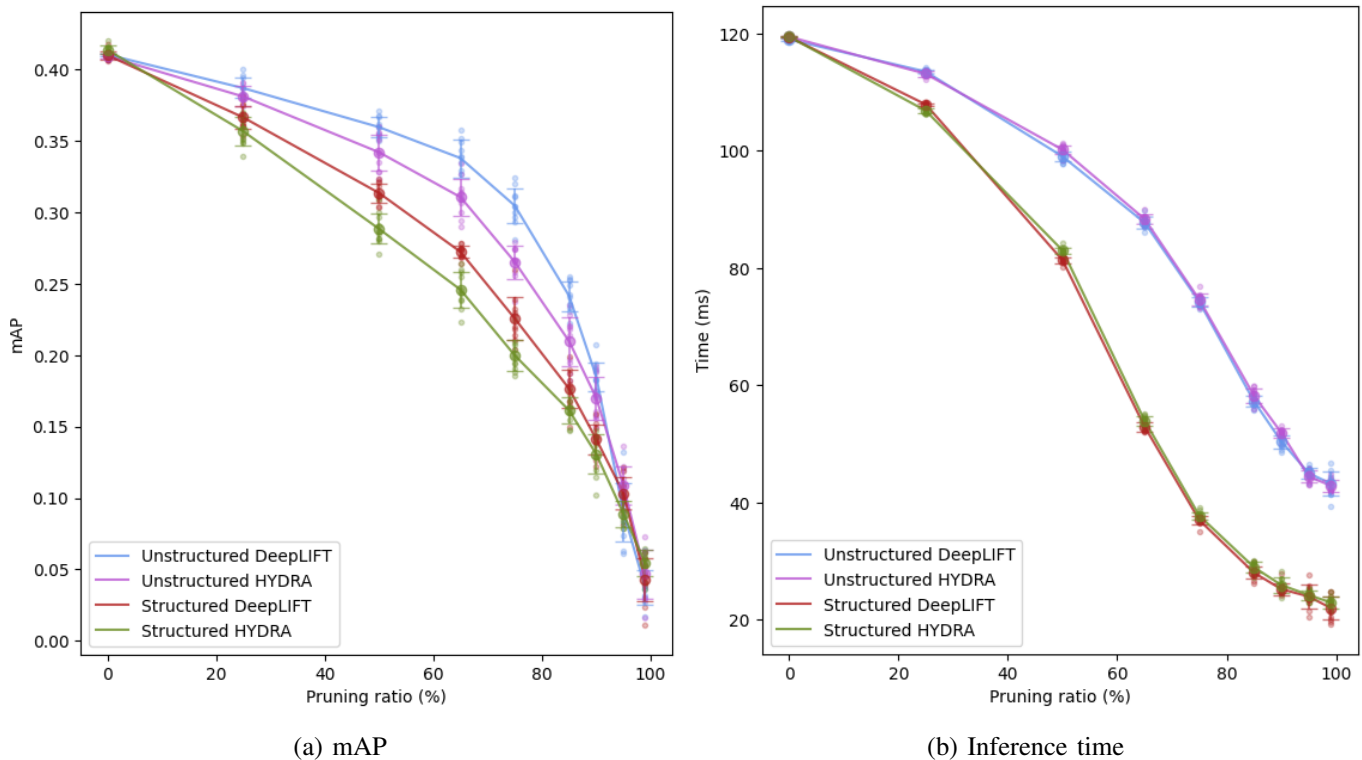 0.40
0.35
0.30
0.25
0.20
0.15
0.10
0.05
0.00
mAP
Unstructured DeepLIFT
Unstructured HYDRA
Structured DeepLIFT
Structured HYDRA
0 20 40 60 80 100
Pruning ratio (%)
(a) mAP
120
100
80
60
40
20
Time (ms)
Unstructured DeepLIFT
Unstructured HYDRA
Structured DeepLIFT
Structured HYDRA
0 20 40 60 80 100
Pruning ratio (%)
(b) Inference time